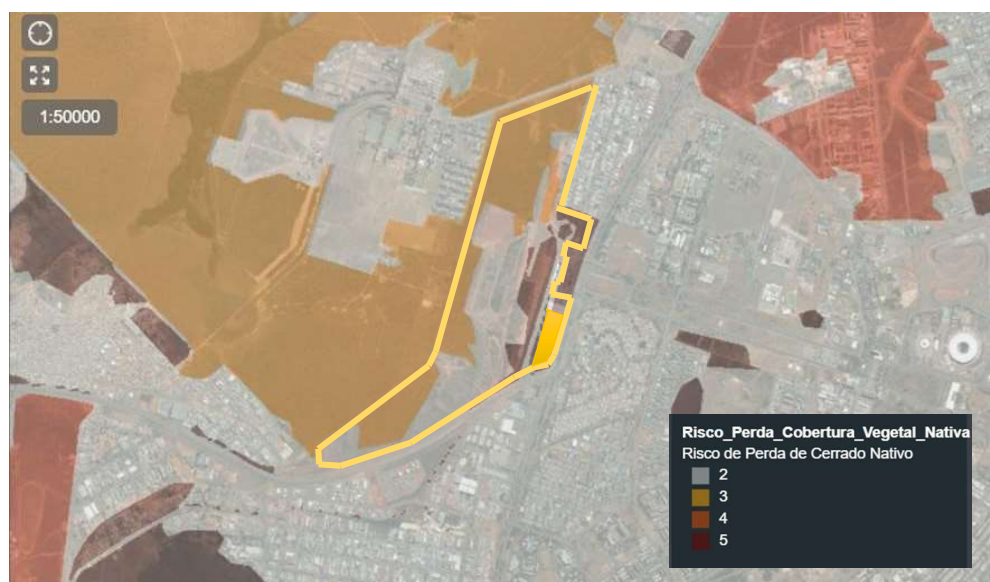 1:50000
Risco_Perda_Cobertura_Vegetal_Nativa
Risco de Perda de Cerrado Nativo
2
3
4
5